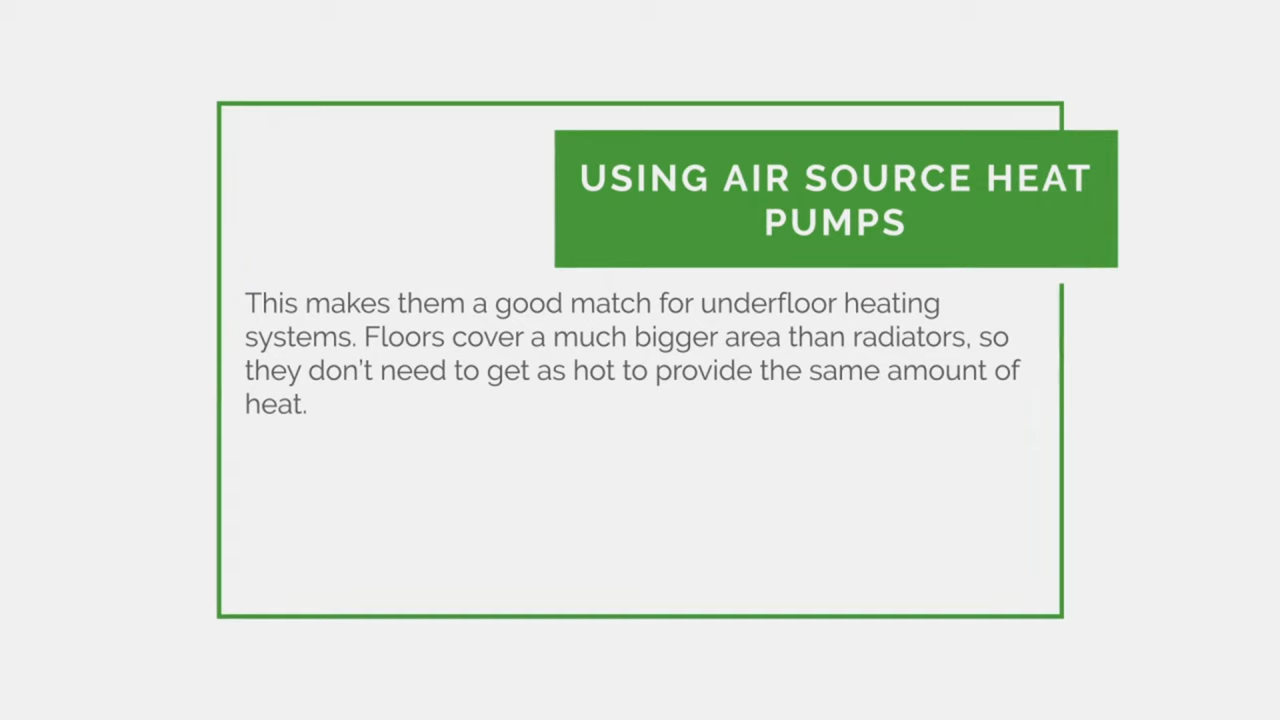 USING AIR SOURCE HEAT
PUMPS
This makes them a good match for underfloor heating
systems. Floors cover a much bigger area than radiators, so
they don't need to get as hot to provide the same amount of
heat.